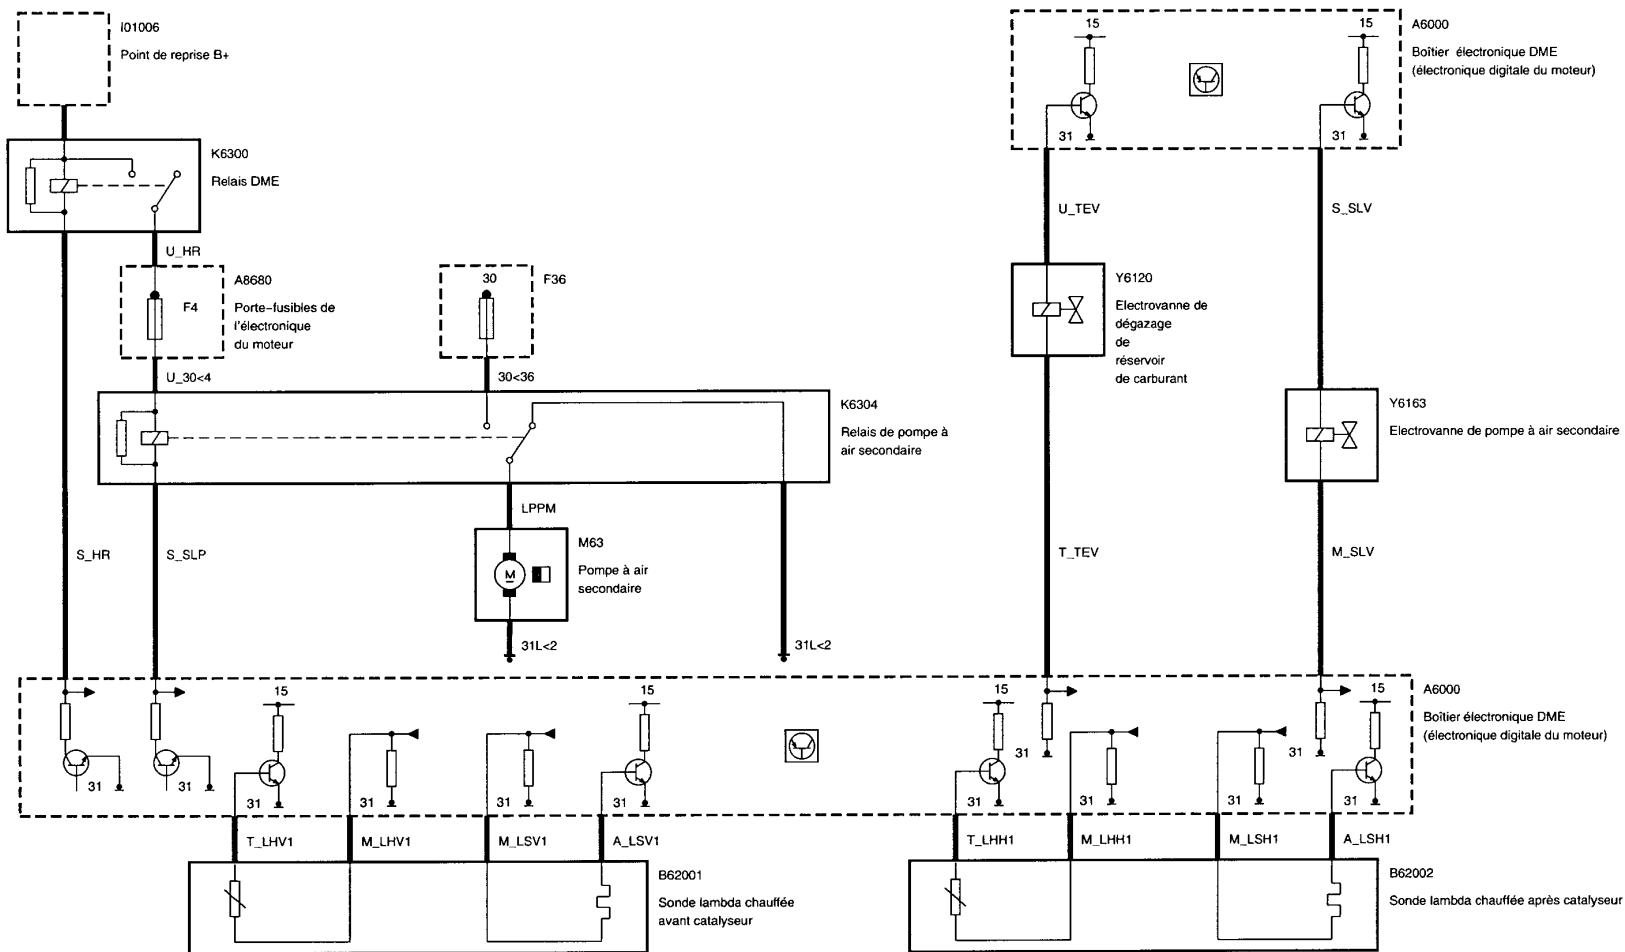 I01006
Point de reprise B+
K6300
Relais DME
U_HR
A8680
F4
Porte-fusibles de
l'électronique
du moteur
U_30<4
30
F36
30<36
K6304
Relais de pompe à
air secondaire
LPPM
M63
M
Pompe à air
secondaire
S_HR
S_SLP
31L<2
31L<2
15
15
A6000
Boîtier électronique DME
(électronique digitale du moteur)
31
31
U_TEV
S_SLV
Y6120
Electrovanne de
dégazage
de
réservoir
de carburant
Y6163
Electrovanne de pompe à air secondaire
T_TEV
M_SLV
15
15
15
15
A6000
Boîtier électronique DME
(électronique digitale du moteur)
31
31
31
31
31
31
31
31
31
31
31
31
T_LHV1
M_LHV1
M_LSV1
A_LSV1
T_LHH1
M_LHH1
M_LSH1
A_LSH1
B62001
Sonde lambda chauffée
avant catalyseur
B62002
Sonde lambda chauffée après catalyseur